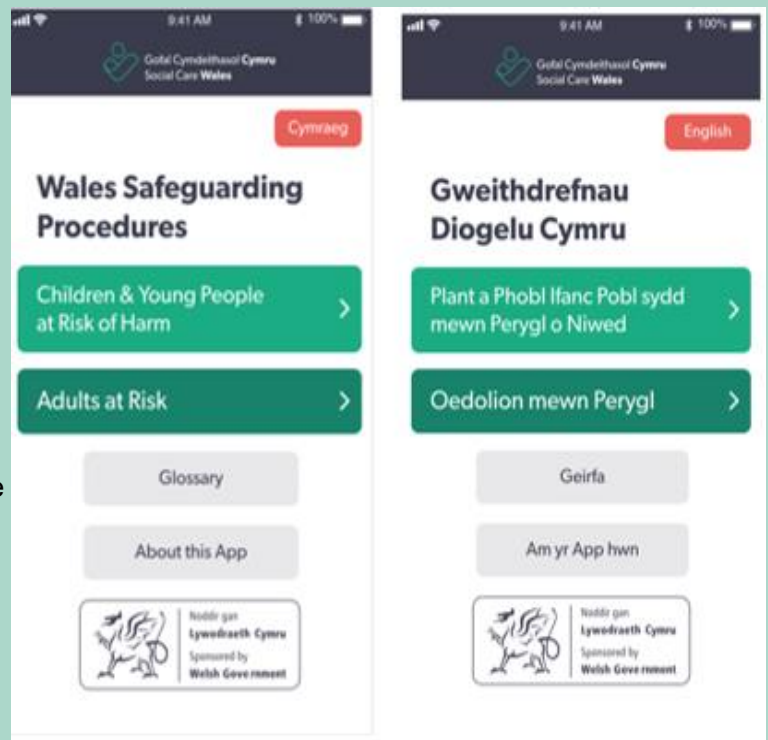 9:41 AM
100%
Gofal Cymdeithasol Cymru
Social Care Wales
Cymraeg
Wales Safeguarding
Procedures
Children & Young People
at Risk of Harm
Adults at Risk
Glossary
About this App
Noddir gan
Lywodraeth Cymru
Sponsored by
Welsh Government
9:41 AM
100%
Gofal Cymdeithasol Cymru
Social Care Wales
English
Gweithdrefnau
Diogelu Cymru
Plant a Phobl Ifanc Pobl sydd
mewn Perygl o Niwed
Oedolion mewn Perygl
Geirfa
Am yr App hwn
Noddir gan
Lywodraeth Cymru
Sponsored by
Welsh Government